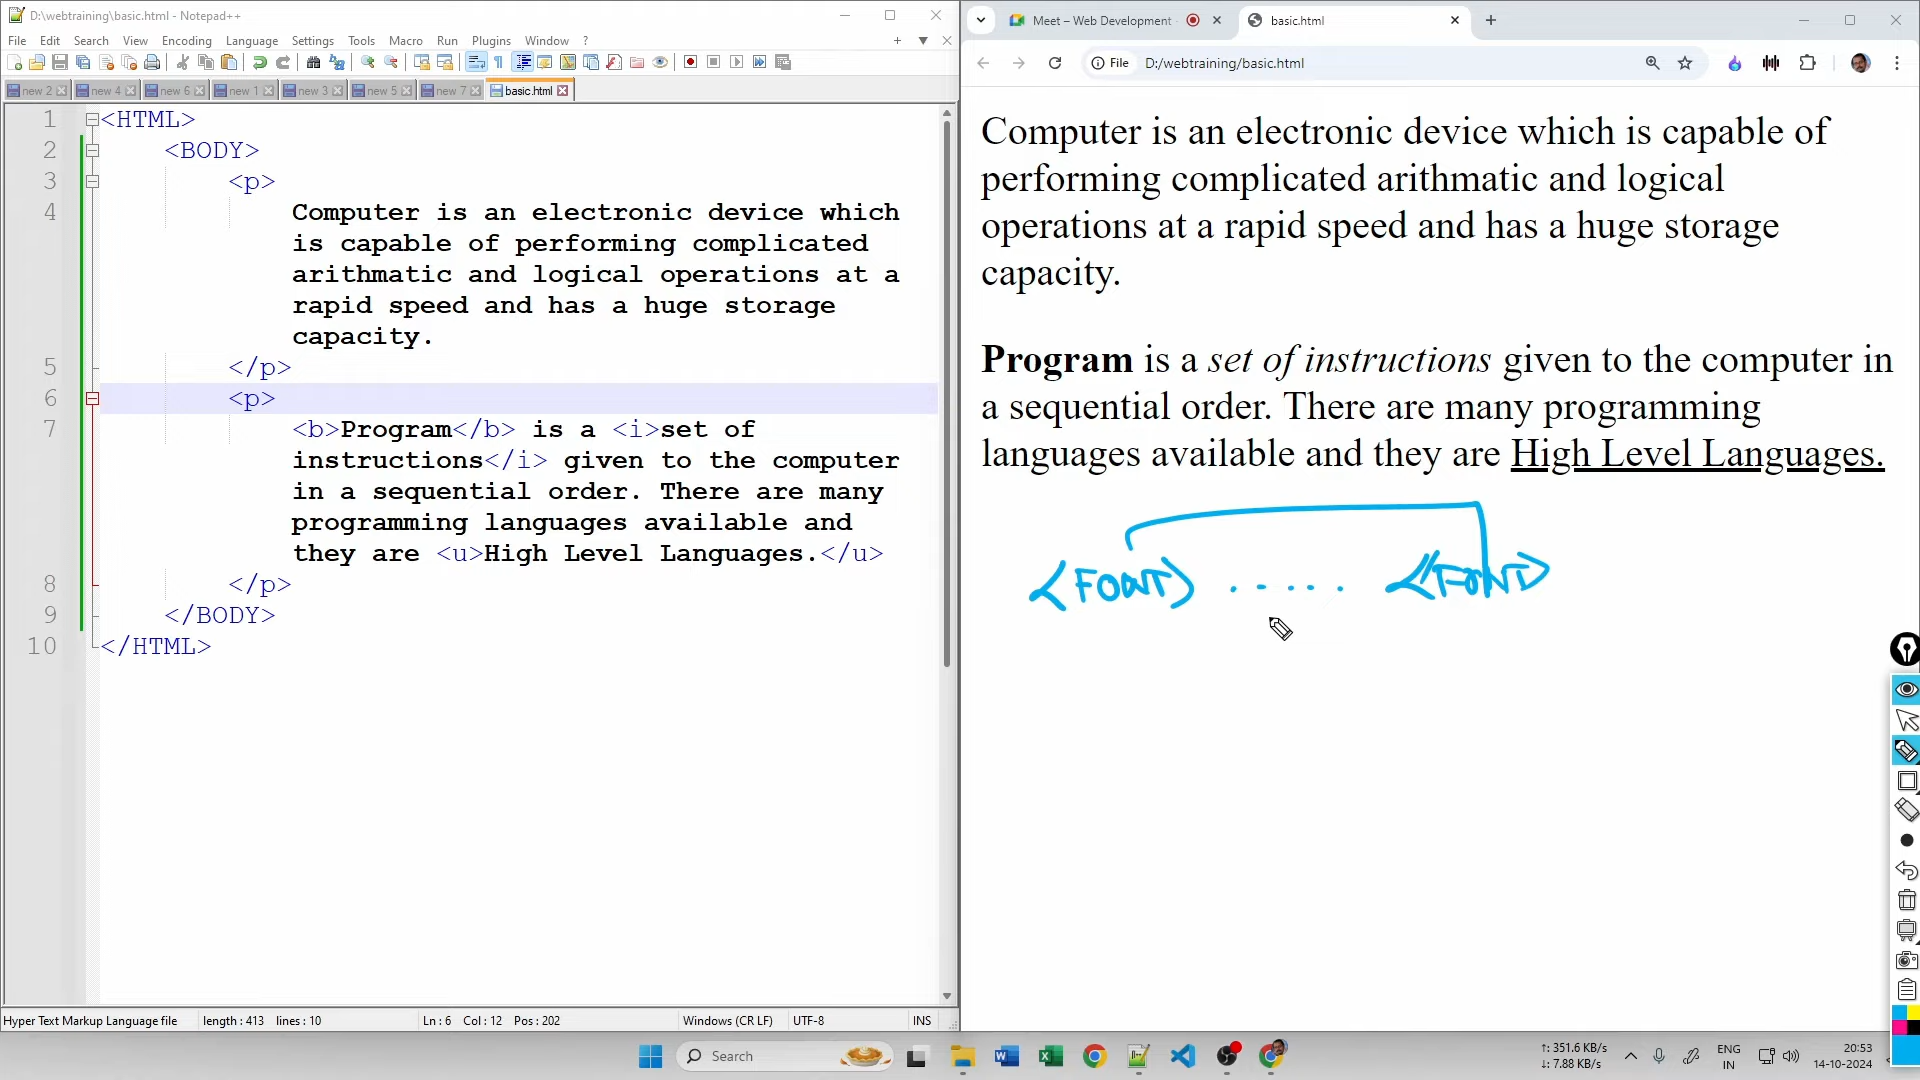 D:\webtraining\basic.html - Notepad++
File Edit Search View Encoding Language Settings Tools Macro Run Plugins Window ?
new 2 new 4 new 6 new 1 new 3 new 5 new 7 basic.html
1 <HTML>
2 <BODY>
3 <p>
4 Computer is an electronic device which
is capable of performing complicated
arithmatic and logical operations at a
rapid speed and has a huge storage
capacity.
5 </p>
6 <p>
7 <b>Program</b> is a <i>set of
instructions</i> given to the computer
in a sequential order. There are many
programming languages available and
they are <u>High Level Languages.</u>
8 </p>
9 </BODY>
10 </HTML>
Hyper Text Markup Language file length : 413 lines : 10 Ln : 6 Col : 12 Pos : 202 Windows (CR LF) UTF-8 INS
Meet – Web Development basic.html
File D:/webtraining/basic.html
Computer is an electronic device which is capable of
performing complicated arithmatic and logical
operations at a rapid speed and has a huge storage
capacity.
Program is a set of instructions given to the computer in
a sequential order. There are many programming
languages available and they are High Level Languages.
<FONT> ..... </FONT>
Search
↑: 351.6 KB/s
↓: 7.88 KB/s
ENG
IN
20:53
14-10-2024